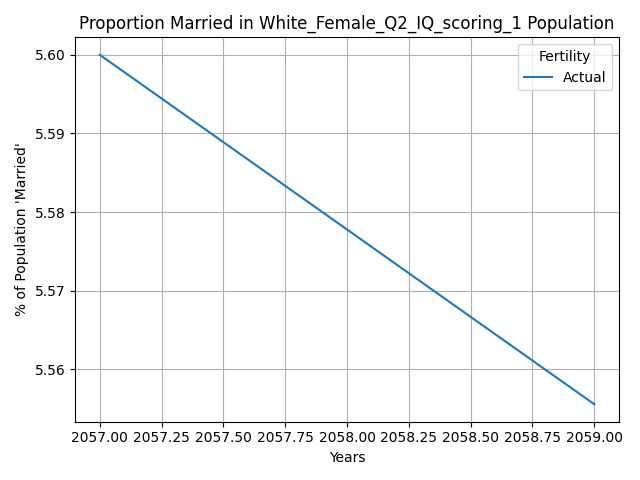 Proportion Married in White_Female_Q2_IQ_scoring_1 Population
5.60
5.59
5.58
5.57
5.56
% of Population 'Married'
Fertility
Actual
2057.00 2057.25 2057.50 2057.75 2058.00 2058.25 2058.50 2058.75 2059.00
Years